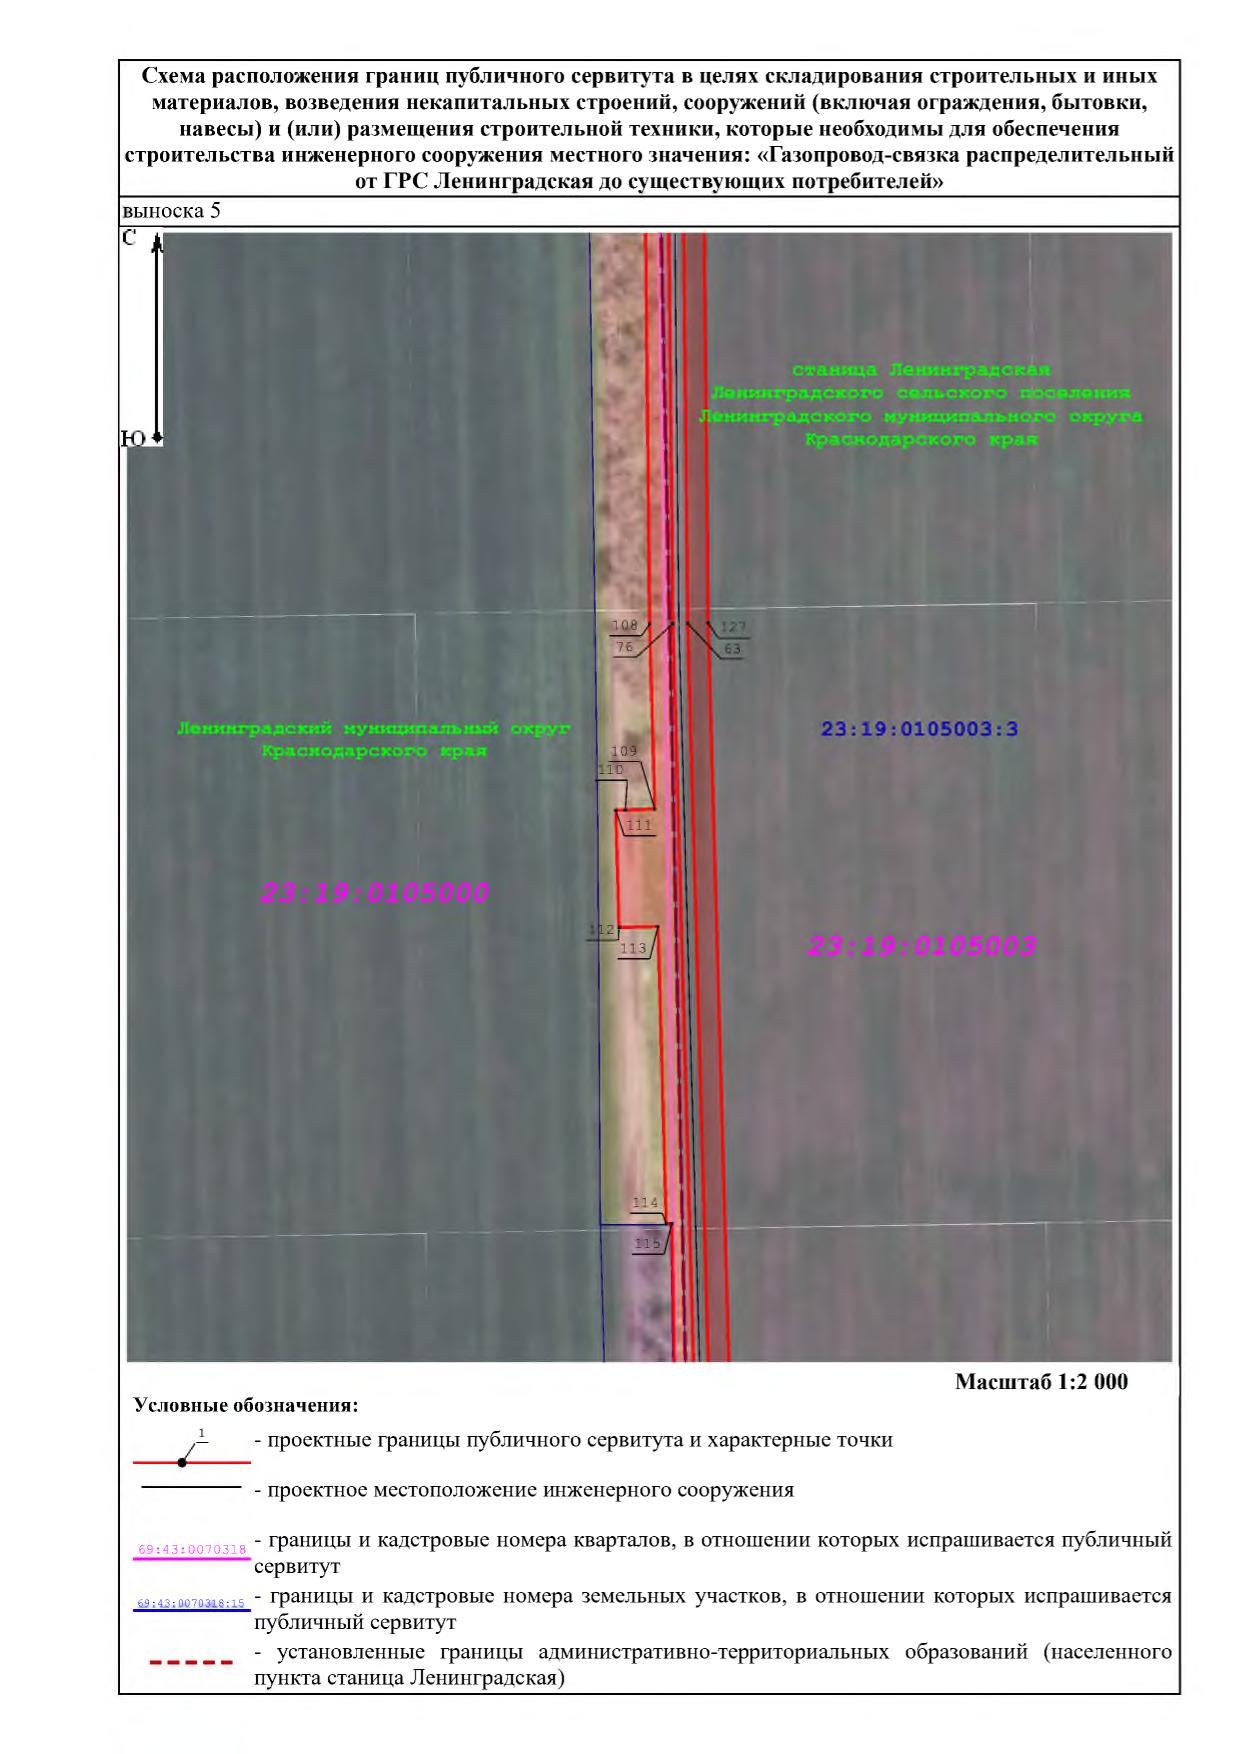 Схема расположения границ публичного сервитута в целях складирования строительных и иных
материалов, возведения некапитальных строений, сооружений (включая ограждения, бытовки,
навесы) и (или) размещения строительной техники, которые необходимы для обеспечения
строительства инженерного сооружения местного значения: «Газопровод-связка распределительный
от ГРС Ленинградская до существующих потребителей»
выноска 5
С
Ю
станица Ленинградская
Ленинградского сельского поселения
Ленинградского муниципального округа
Краснодарского края
108
76
127
63
Ленинградский муниципальный округ
Краснодарского края
23:19:0105003:3
109
110
111
23:19:0105000
112
113
23:19:0105003
114
115
Масштаб 1:2 000
Условные обозначения:
1
- проектные границы публичного сервитута и характерные точки
- проектное местоположение инженерного сооружения
69:43:0070318
- границы и кадстровые номера кварталов, в отношении которых испрашивается публичный
сервитут
69:43:0070318:15
- границы и кадстровые номера земельных участков, в отношении которых испрашивается
публичный сервитут
- установленные границы административно-территориальных образований (населенного
пункта станица Ленинградская)